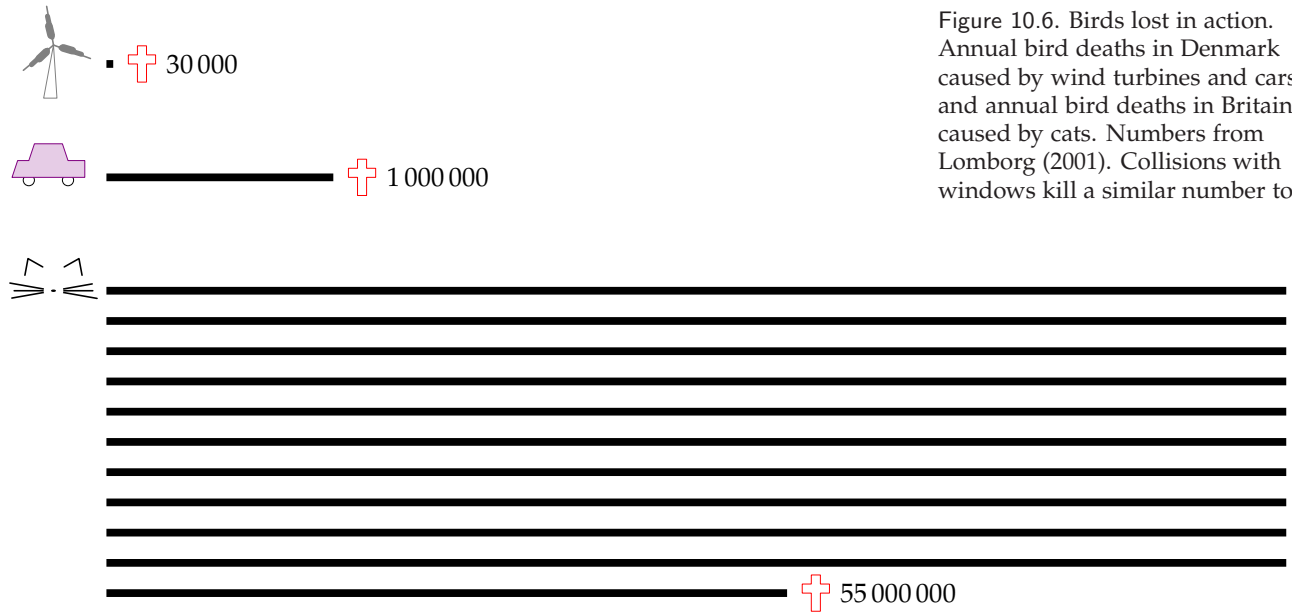 Figure 10.6. Birds lost in action.
Annual bird deaths in Denmark
caused by wind turbines and cars
and annual bird deaths in Britain
caused by cats. Numbers from
Lomborg (2001). Collisions with
windows kill a similar number to
30 000
1 000 000
55 000 000